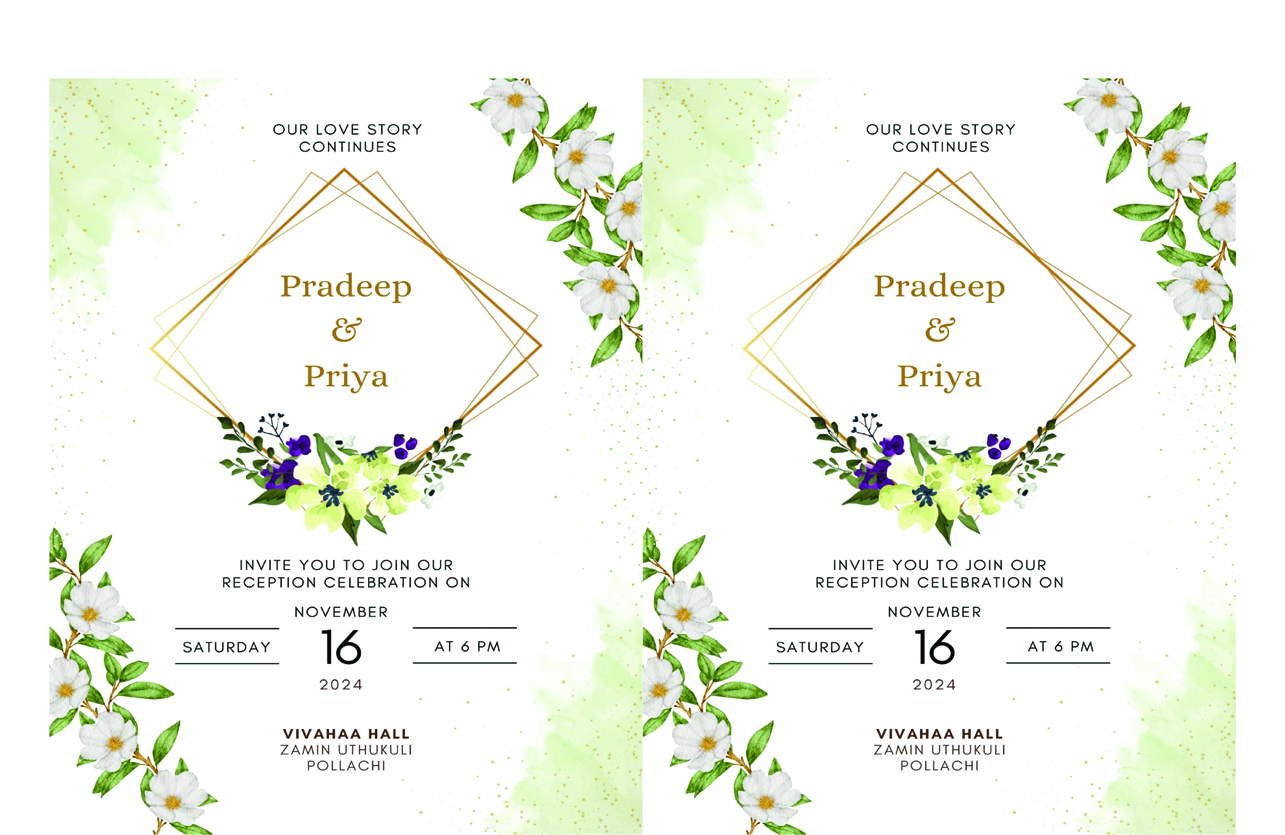 OUR LOVE STORY
CONTINUES
Pradeep
&
Priya
INVITE YOU TO JOIN OUR
RECEPTION CELEBRATION ON
NOVEMBER
SATURDAY
16
AT 6 PM
2024
VIVAHAA HALL
ZAMIN UTHUKULI
POLLACHI
OUR LOVE STORY
CONTINUES
Pradeep
&
Priya
INVITE YOU TO JOIN OUR
RECEPTION CELEBRATION ON
NOVEMBER
SATURDAY
16
AT 6 PM
2024
VIVAHAA HALL
ZAMIN UTHUKULI
POLLACHI